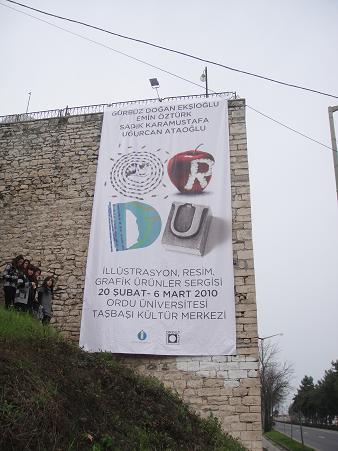 GÜRBÜZ DOĞAN EKŞİOĞLU
EMİN ÖZTÜRK
SADIK KARAMUSTAFA
UĞURCAN ATAOĞLU
OR
DU
İLLÜSTRASYON, RESİM,
GRAFİK ÜRÜNLER SERGİSİ
20 ŞUBAT- 6 MART 2010
ORDU ÜNİVERSİTESİ
TAŞBAŞI KÜLTÜR MERKEZİ